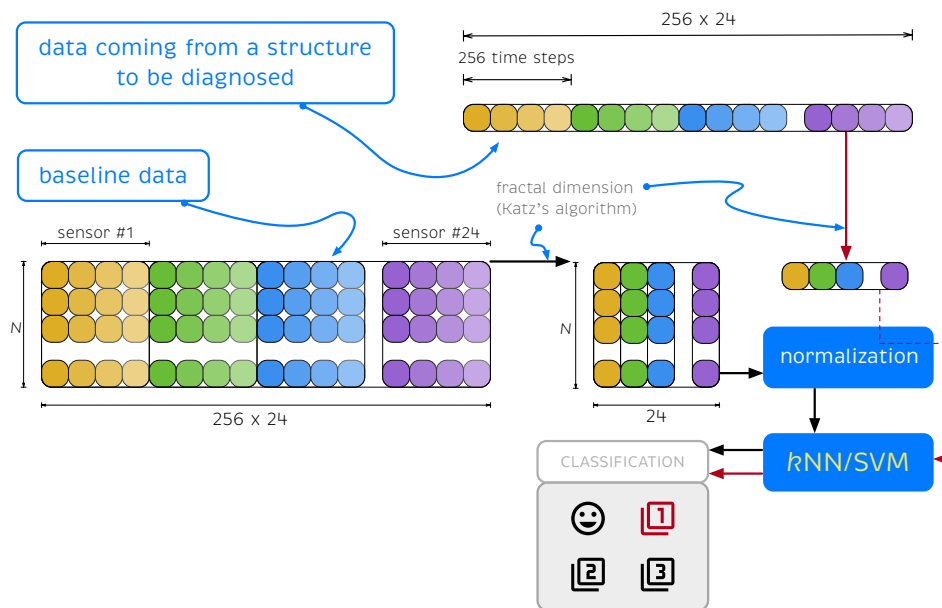 256 x 24
data coming from a structure
to be diagnosed
256 time steps
baseline data
fractal dimension
(Katz's algorithm)
sensor #1
sensor #24
N
N
256 x 24
24
normalization
kNN/SVM
CLASSIFICATION
1
2
3